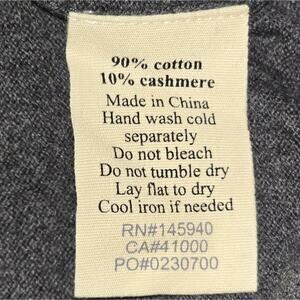 90% cotton
10% cashmere
Made in China
Hand wash cold
separately
Do not bleach
Do not tumble dry
Lay flat to dry
Cool iron if needed
RN#145940
CA#41000
PO#0230700